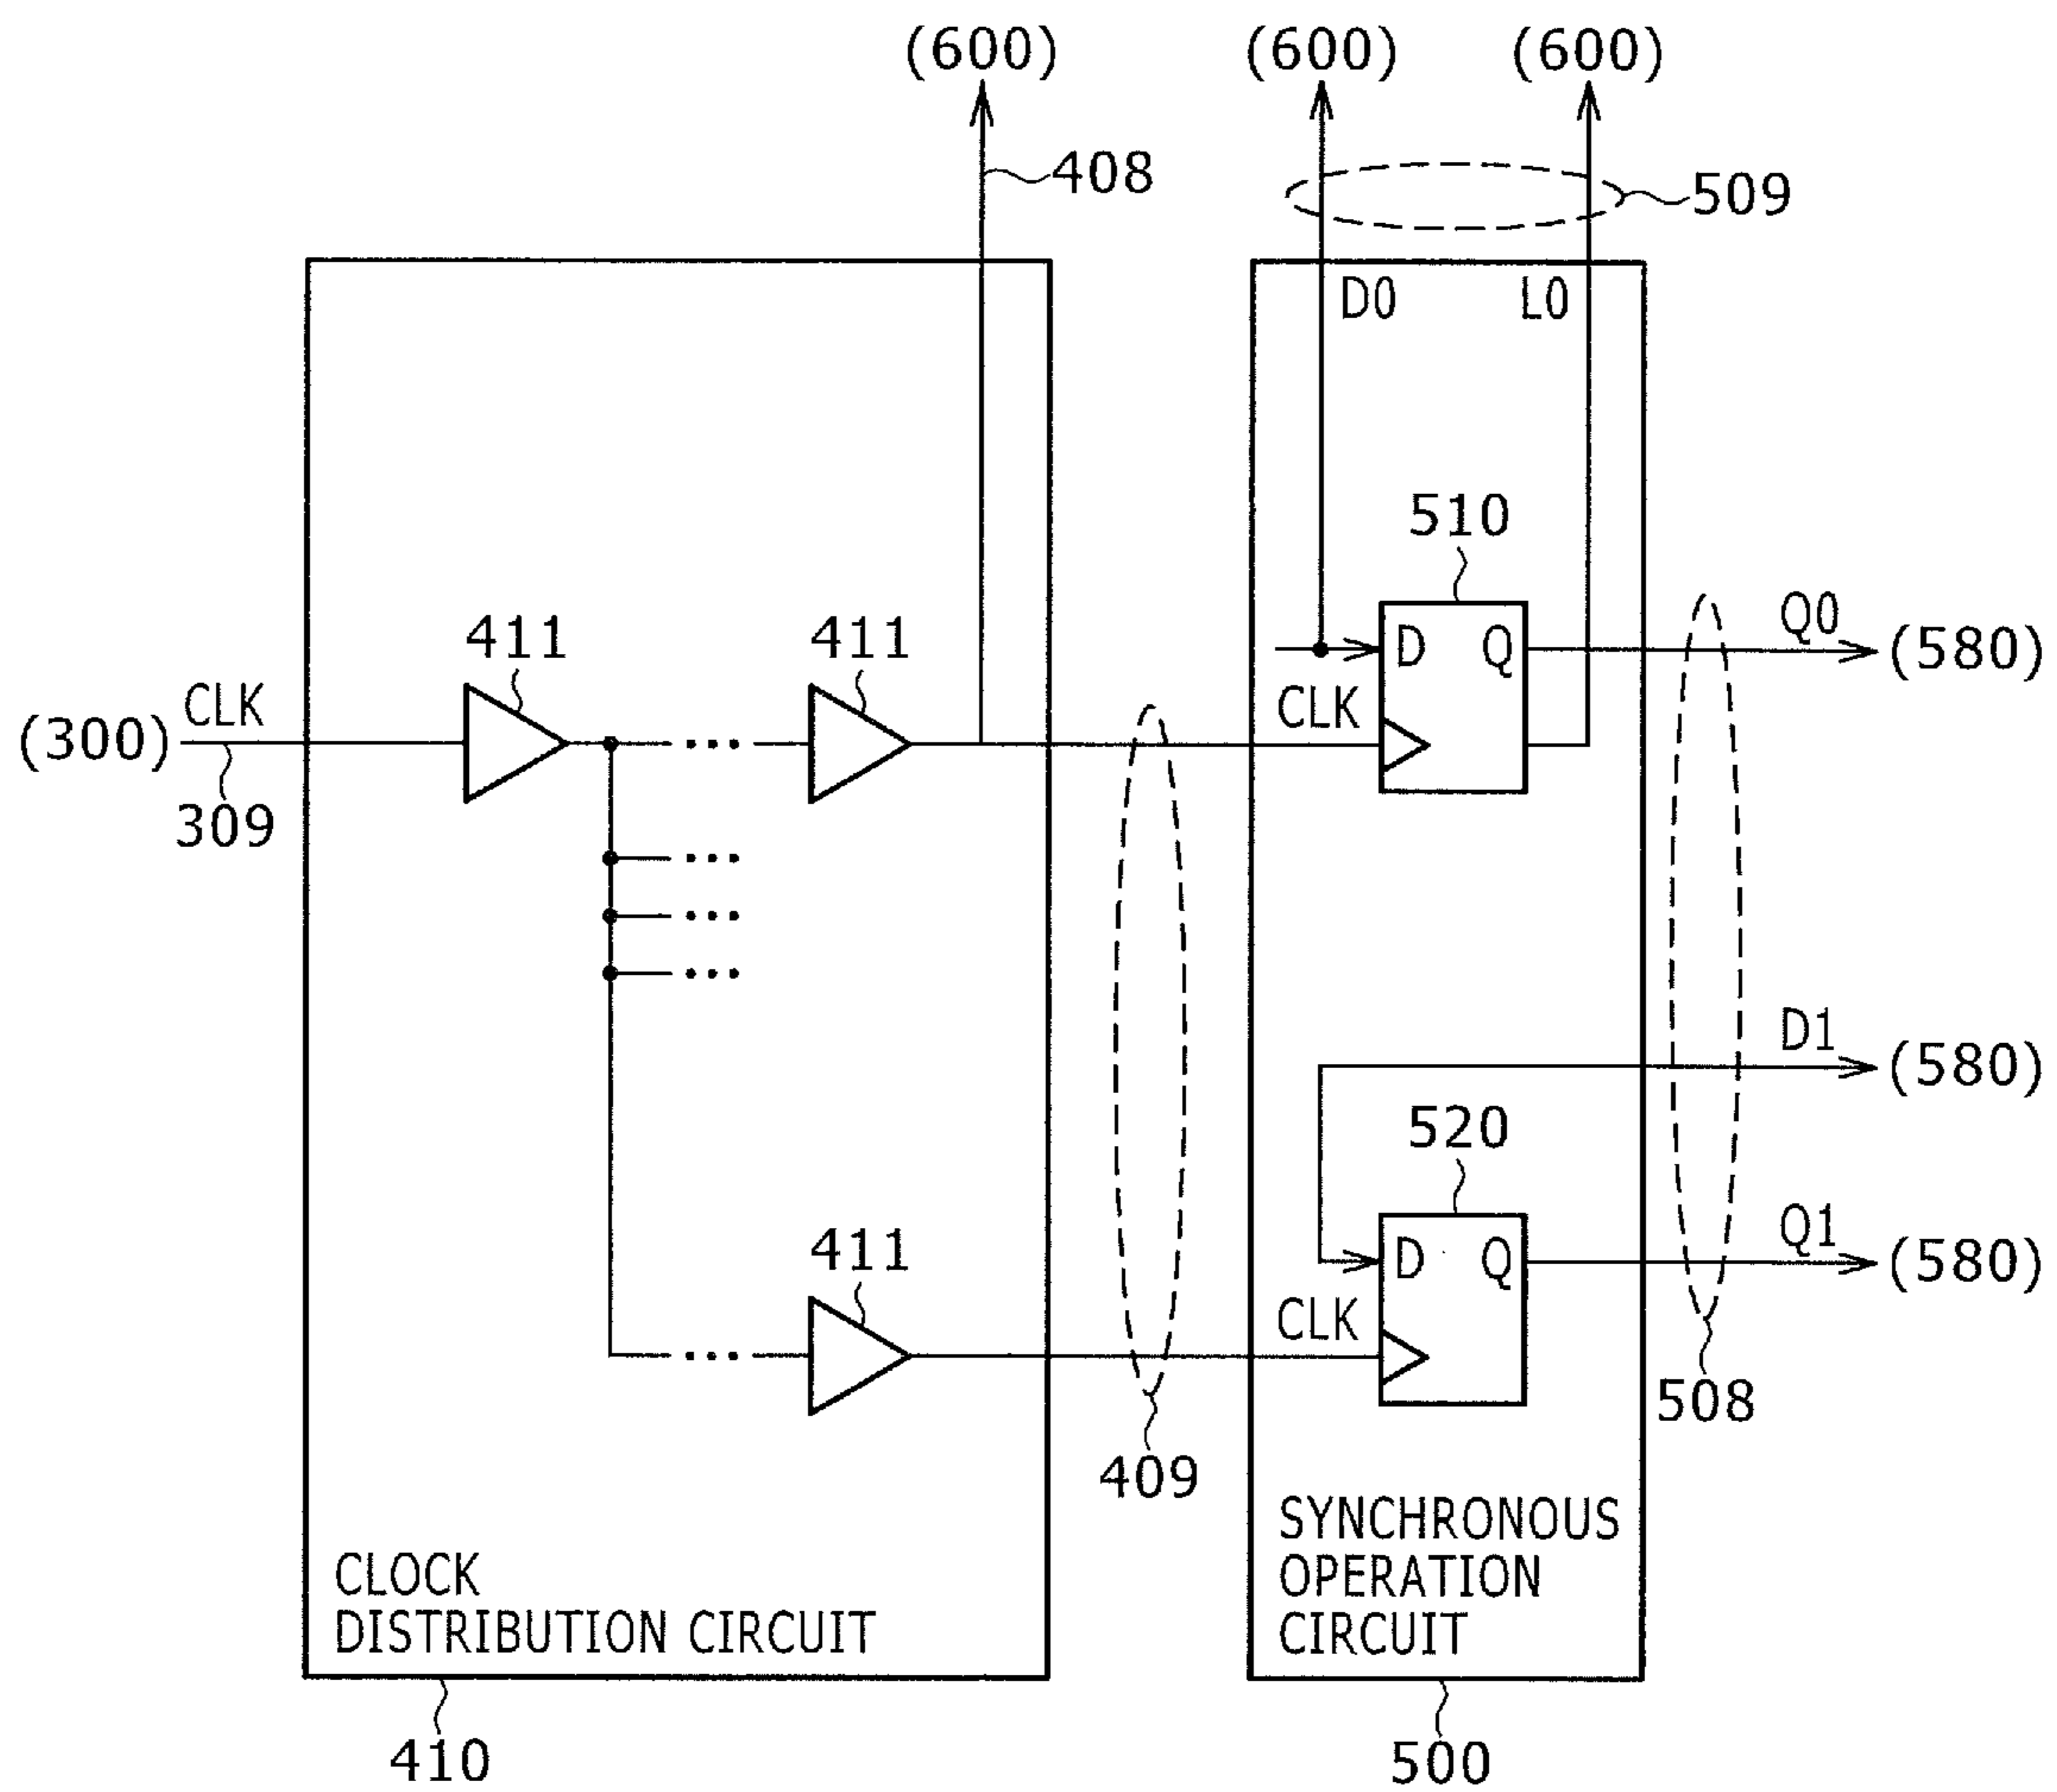 (600) (600) (600)
408
509
D0 L0
510
411 411
Q0
(580)
CLK
(300)
309
D Q
CLK
... 
...
...
...
D1
(580)
520
411
Q1
(580)
D Q
CLK
...
508
409
SYNCHRONOUS
OPERATION
CIRCUIT
CLOCK
DISTRIBUTION CIRCUIT
410
500